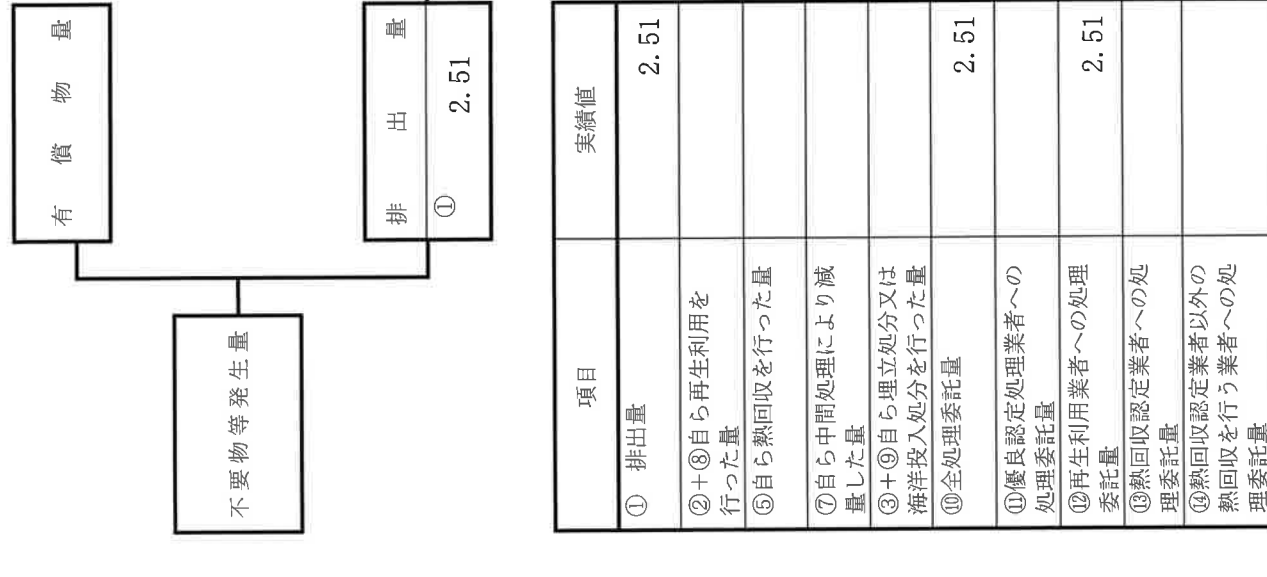 有償物量
不要物等発生量
排出量
① 2.51
項目 実績値
① 排出量 2.51
②+⑧自ら再生利用を
行った量
⑤自ら熱回収を行った量
⑦自ら中間処理により減
量した量
③+⑨自ら埋立処分又は
海洋投入処分を行った量
⑩全処理委託量 2.51
⑪優良認定処理業者への
処理委託量
⑫再生利用業者への処理
委託量 2.51
⑬熱回収認定業者への処
理委託量
⑭熱回収認定業者以外の
熱回収を行う業者への処
理委託量